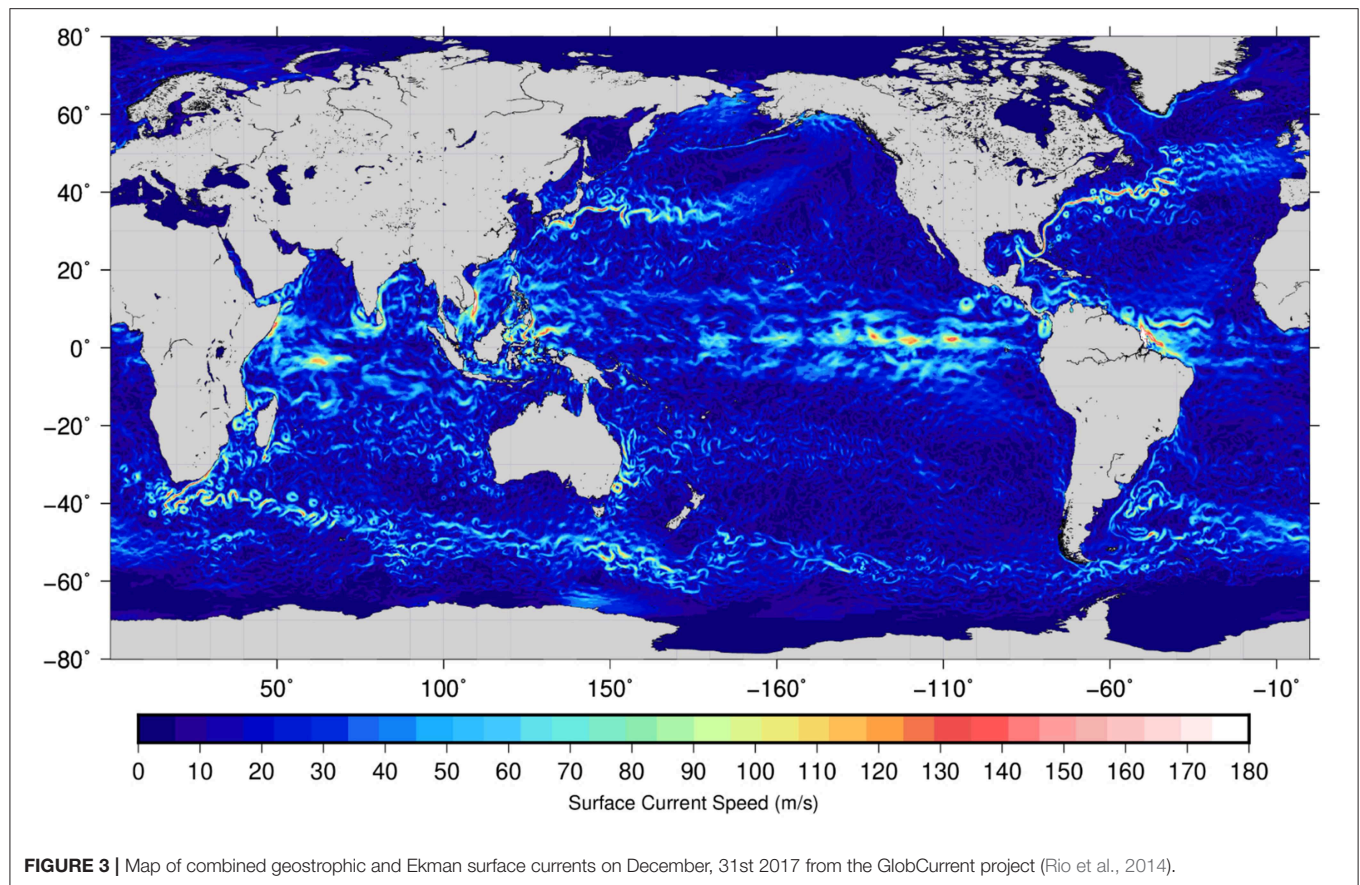 80°
60°
40°
20°
0°
−20°
−40°
−60°
−80°
50° 100° 150° −160° −110° −60° −10°
0 10 20 30 40 50 60 70 80 90 100 110 120 130 140 150 160 170 180
Surface Current Speed (m/s)
FIGURE 3 | Map of combined geostrophic and Ekman surface currents on December, 31st 2017 from the GlobCurrent project (Rio et al., 2014).